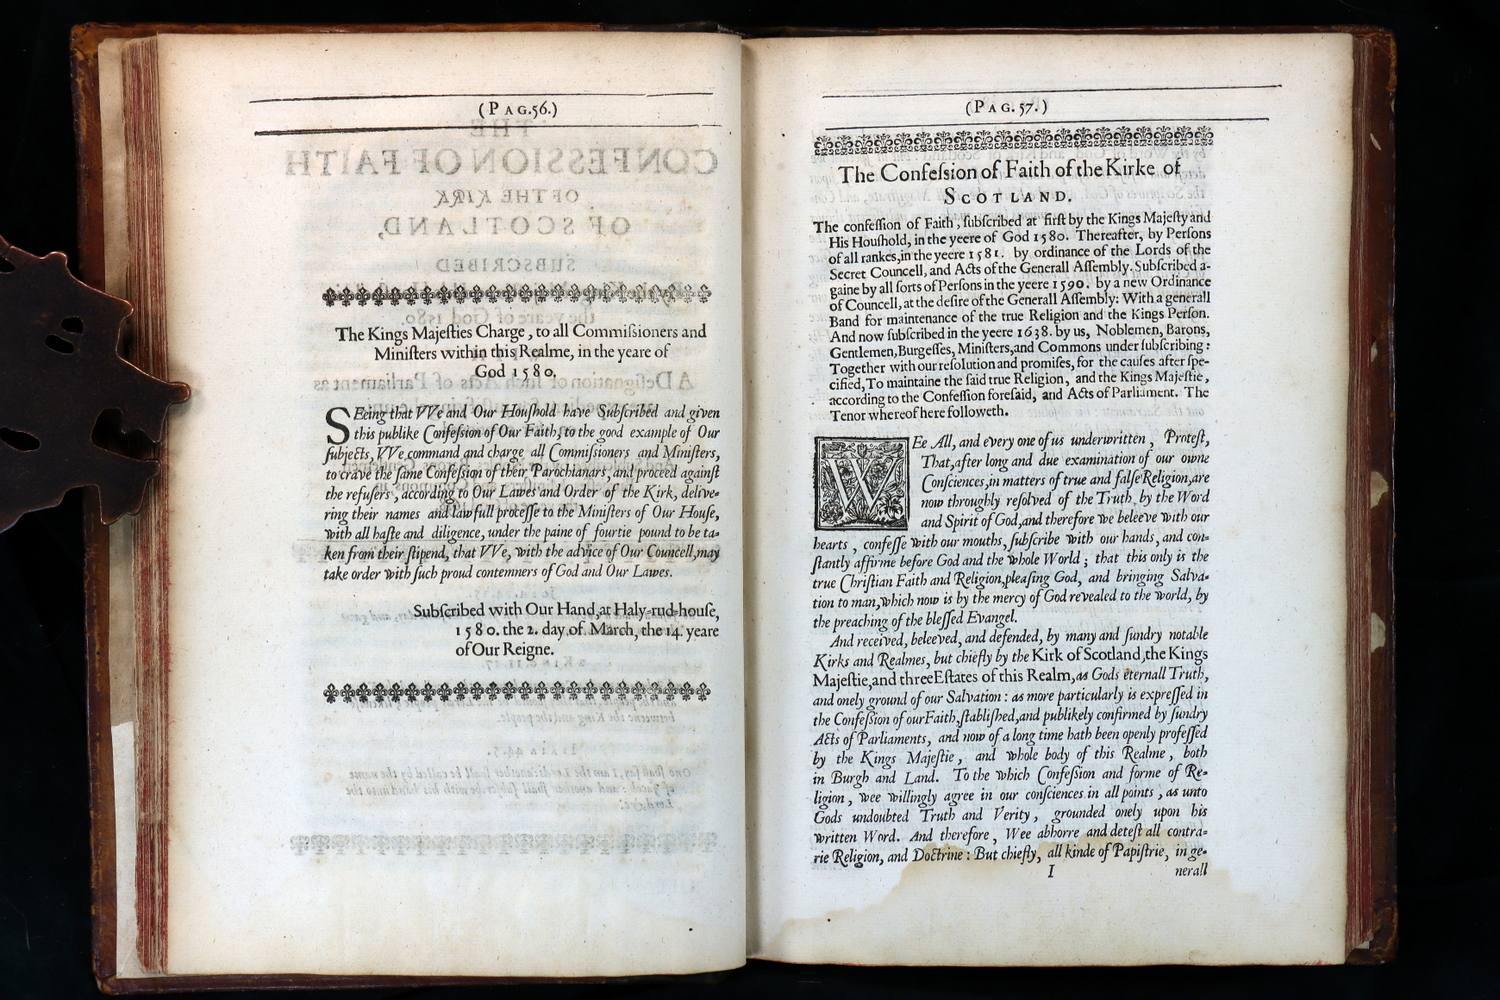 (PAG.56.)
The Kings Majeſties Charge, to all Commiſsioners and
Miniſters within this Realme, in the yeare of
God 1580.
SEeing that VVe and Our Houſhold have Subſcribed and given
this publike Confeſsion of Our Faith, to the good example of Our
ſubjects, VVe command and charge all Commiſsioners and Miniſters,
to crave the ſame Confeſsion of their Parochianars, and proceed againſt
the refuſers, according to Our Lawes and Order of the Kirk, delive-
ring their names and lawfull proceſſe to the Miniſters of Our Houſe,
with all haſte and diligence, under the paine of fourtie pound to be ta-
ken from their ſtipend, that VVe, with the advice of Our Councell, may
take order with ſuch proud contemners of God and Our Lawes.
Subſcribed with Our Hand, at Haly-rud-houſe,
1580. the 2. day of March, the 14. yeare
of Our Reigne.
(PAG. 57.)
The Confeſsion of Faith of the Kirke of
SCOTLAND.
The confeſſion of Faith, ſubſcribed at firſt by the Kings Majeſty and
His Houſhold, in the yeere of God 1580. Thereafter, by Perſons
of all rankes, in the yeere 1581. by ordinance of the Lords of the
Secret Councell, and Acts of the Generall Aſſembly. Subſcribed a-
gaine by all ſorts of Perſons in the yeere 1590. by a new Ordinance
of Councell, at the deſire of the Generall Aſſembly: With a generall
Band for maintenance of the true Religion and the Kings Perſon.
And now ſubſcribed in the yeere 1638. by us, Noblemen, Barons,
Gentlemen, Burgeſſes, Miniſters, and Commons under ſubſcribing:
Together with our reſolution and promiſes, for the cauſes after ſpe-
cified, To maintaine the ſaid true Religion, and the Kings Majeſtie,
according to the Confeſſion foreſaid, and Acts of Parliament. The
Tenor whereof here followeth.
WEe All, and every one of us underwritten, Proteſt,
That, after long and due examination of our owne
Conſciences, in matters of true and falſe Religion, are
now throughly reſolved of the Truth, by the Word
and Spirit of God, and therefore we beleeve with our
hearts, confeſſe with our mouths, ſubſcribe with our hands, and con-
ſtantly affirme before God and the whole World; that this only is the
true Chriſtian Faith and Religion, pleaſing God, and bringing Salva-
tion to man, which now is by the mercy of God revealed to the world, by
the preaching of the bleſſed Evangel.
And received, beleeved, and defended, by many and ſundry notable
Kirks and Realmes, but chiefly by the Kirk of Scotland, the Kings
Majeſtie, and three Eſtates of this Realm, as Gods eternall Truth,
and onely ground of our Salvation: as more particularly is expreſſed in
the Confeſſion of our Faith, ſtabliſhed, and publikely confirmed by ſundry
Acts of Parliaments, and now of a long time hath been openly profeſſed
by the Kings Majeſtie, and whole body of this Realme, both
in Burgh and Land. To the which Confeſsion and forme of Re-
ligion, wee willingly agree in our conſciences in all points, as unto
Gods undoubted Truth and Verity, grounded onely upon his
written Word. And therefore, Wee abhorre and deteſt all contra-
rie Religion, and Doctrine: But chiefly, all kinde of Papiſtrie, in ge-
I nerall